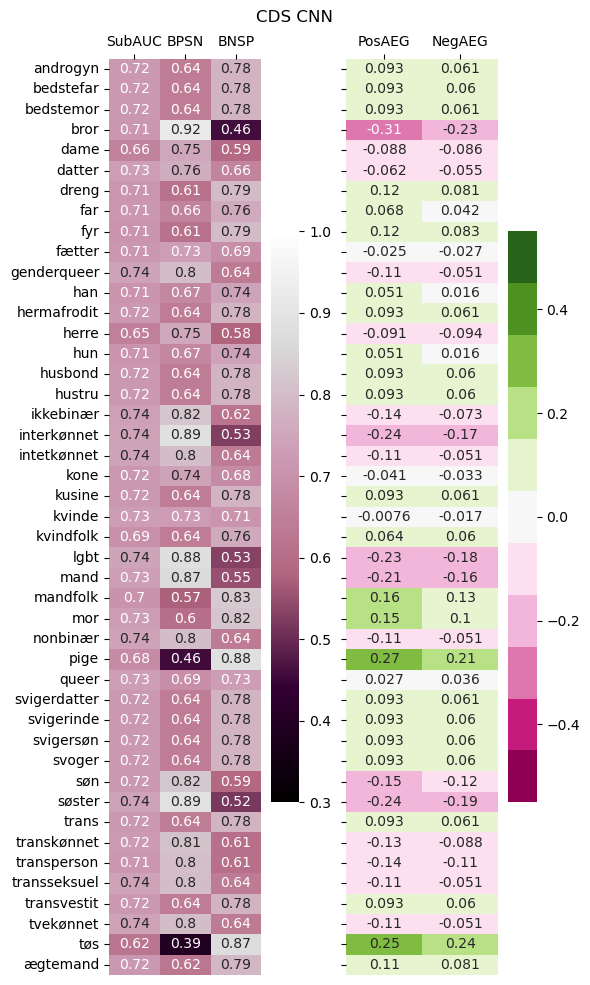 CDS CNN
SubAUC BPSN BNSP PosAEG NegAEG
androgyn 0.72 0.64 0.78 0.093 0.061
bedstefar 0.72 0.64 0.78 0.093 0.06
bedstemor 0.72 0.64 0.78 0.093 0.061
bror 0.71 0.92 0.46 -0.31 -0.23
dame 0.66 0.75 0.59 -0.088 -0.086
datter 0.73 0.76 0.66 -0.062 -0.055
dreng 0.71 0.61 0.79 0.12 0.081
far 0.71 0.66 0.76 0.068 0.042
fyr 0.71 0.61 0.79 0.12 0.083
fætter 0.71 0.73 0.69 -0.025 -0.027
genderqueer 0.74 0.8 0.64 -0.11 -0.051
han 0.71 0.67 0.74 0.051 0.016
hermafrodit 0.72 0.64 0.78 0.093 0.061
herre 0.65 0.75 0.58 -0.091 -0.094
hun 0.71 0.67 0.74 0.051 0.016
husbond 0.72 0.64 0.78 0.093 0.06
hustru 0.72 0.64 0.78 0.093 0.06
ikkebinær 0.74 0.82 0.62 -0.14 -0.073
interkønnet 0.74 0.89 0.53 -0.24 -0.17
intetkønnet 0.74 0.8 0.64 -0.11 -0.051
kone 0.72 0.74 0.68 -0.041 -0.033
kusine 0.72 0.64 0.78 0.093 0.061
kvinde 0.73 0.73 0.71 -0.0076 -0.017
kvindfolk 0.69 0.64 0.76 0.064 0.06
lgbt 0.74 0.88 0.53 -0.23 -0.18
mand 0.73 0.87 0.55 -0.21 -0.16
mandfolk 0.7 0.57 0.83 0.16 0.13
mor 0.73 0.6 0.82 0.15 0.1
nonbinær 0.74 0.8 0.64 -0.11 -0.051
pige 0.68 0.46 0.88 0.27 0.21
queer 0.73 0.69 0.73 0.027 0.036
svigerdatter 0.72 0.64 0.78 0.093 0.061
svigerinde 0.72 0.64 0.78 0.093 0.06
svigersøn 0.72 0.64 0.78 0.093 0.06
svoger 0.72 0.64 0.78 0.093 0.06
søn 0.72 0.82 0.59 -0.15 -0.12
søster 0.74 0.89 0.52 -0.24 -0.19
trans 0.72 0.64 0.78 0.093 0.061
transkønnet 0.72 0.81 0.61 -0.13 -0.088
transperson 0.71 0.8 0.61 -0.14 -0.11
transseksuel 0.74 0.8 0.64 -0.11 -0.051
transvestit 0.72 0.64 0.78 0.093 0.06
tvekønnet 0.74 0.8 0.64 -0.11 -0.051
tøs 0.62 0.39 0.87 0.25 0.24
ægtemand 0.72 0.62 0.79 0.11 0.081
1.0
0.9
0.8
0.7
0.6
0.5
0.4
0.3
0.4
0.2
0.0
−0.2
−0.4